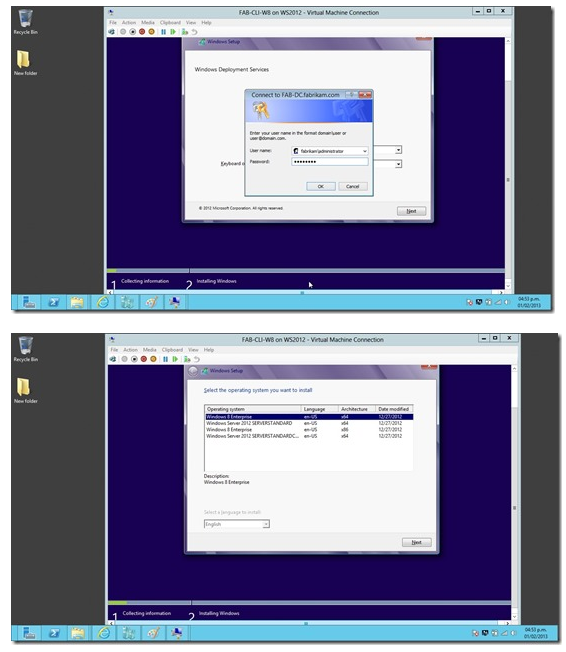 FAB-CLI-W8 on WS2012 - Virtual Machine Connection
Recycle Bin
File Action Media Clipboard View Help
Windows Setup
New folder
Windows Deployment Services
Connect to FAB-DC.fabrikam.com
Enter your user name in the format domain\user or
user@domain.com.
User name: fabrikam\administrator
Password:
Keyboard o
OK Cancel
© 2012 Microsoft Corporation. All rights reserved.
Next
1 Collecting information 2 Installing Windows
04:53 p.m.
01/02/2013
FAB-CLI-W8 on WS2012 - Virtual Machine Connection
Recycle Bin
File Action Media Clipboard View Help
Windows Setup
New folder
Select the operating system you want to install
Operating system Language Architecture Date modified
Windows 8 Enterprise en-US x64 12/27/2012
Windows Server 2012 SERVERSTANDARD en-US x64 12/27/2012
Windows 8 Enterprise en-US x86 12/27/2012
Windows Server 2012 SERVERSTANDARDC... en-US x64 12/27/2012
Description:
Windows 8 Enterprise
Select a language to install:
English
Next
1 Collecting information 2 Installing Windows
04:53 p.m.
01/02/2013